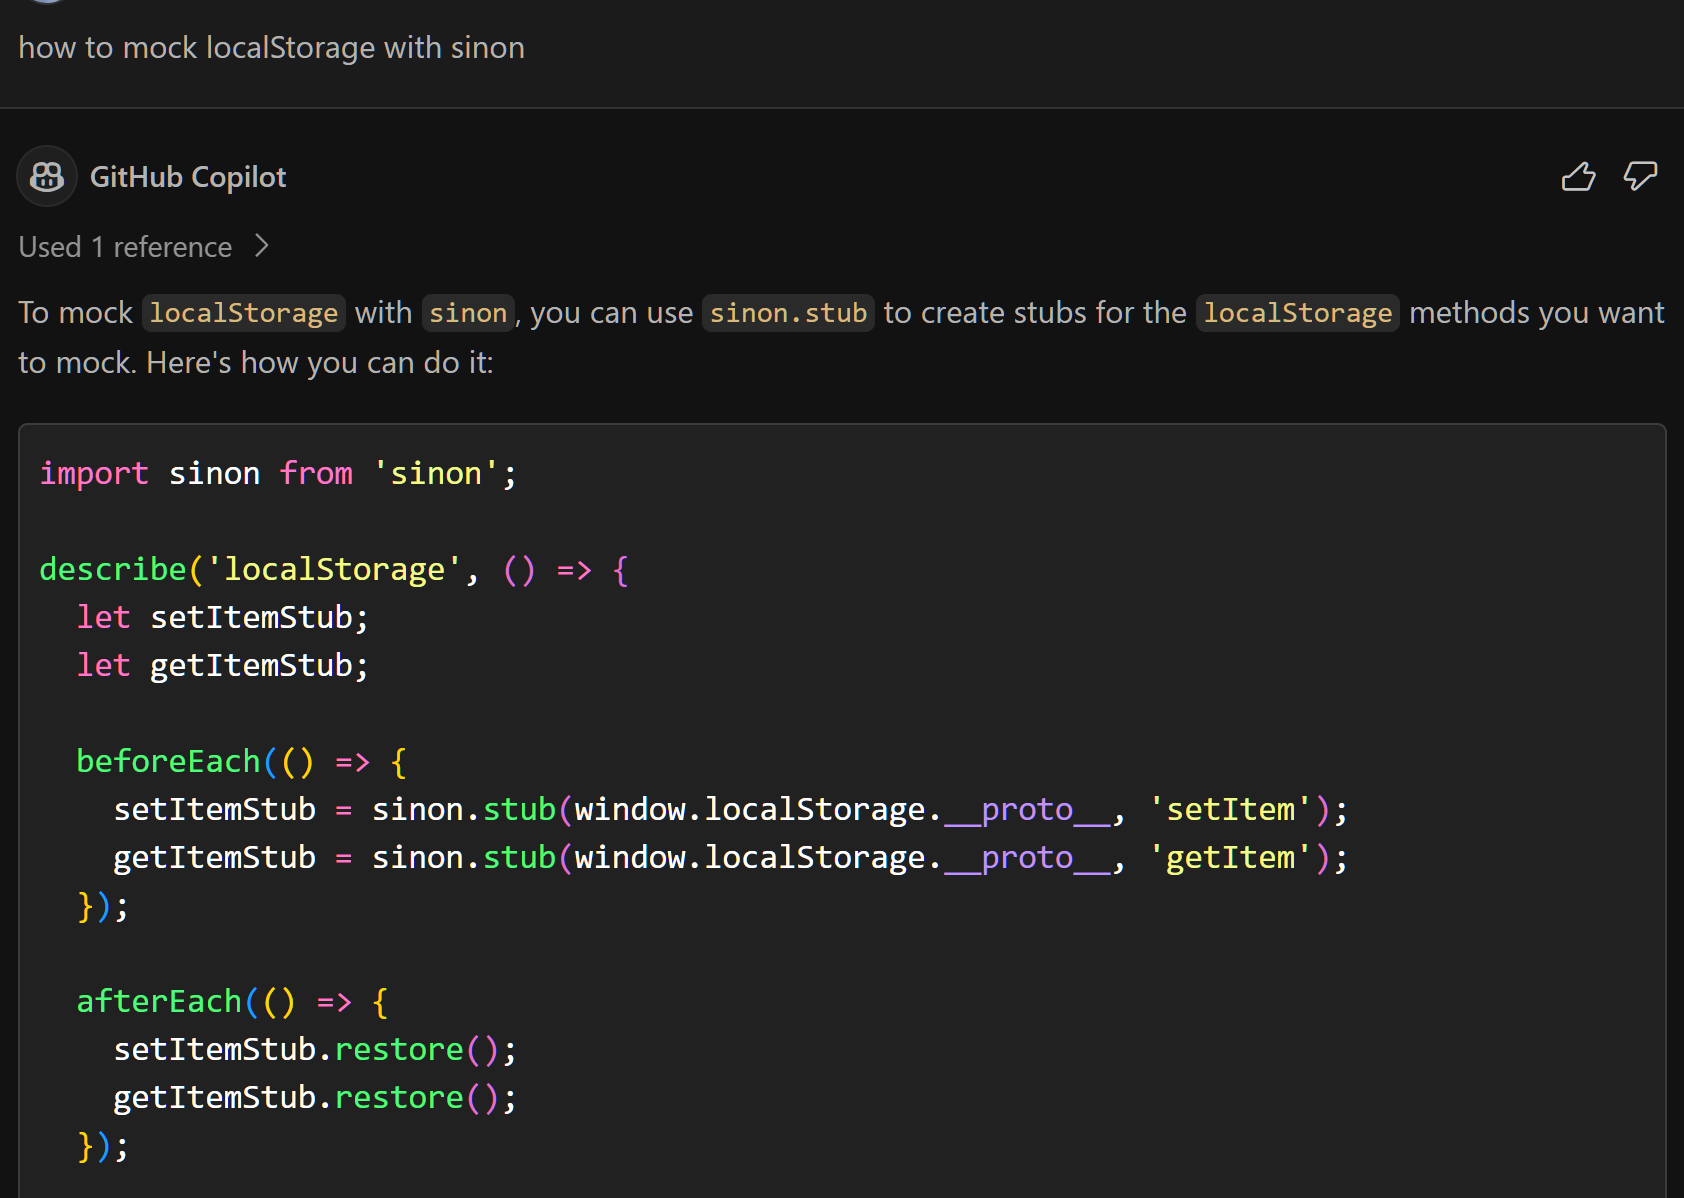 how to mock localStorage with sinon
GitHub Copilot
Used 1 reference
To mock localStorage with sinon, you can use sinon.stub to create stubs for the localStorage methods you want
to mock. Here's how you can do it:
import sinon from 'sinon';
describe('localStorage', () => {
  let setItemStub;
  let getItemStub;
  beforeEach(() => {
    setItemStub = sinon.stub(window.localStorage.__proto__, 'setItem');
    getItemStub = sinon.stub(window.localStorage.__proto__, 'getItem');
  });
  afterEach(() => {
    setItemStub.restore();
    getItemStub.restore();
  });